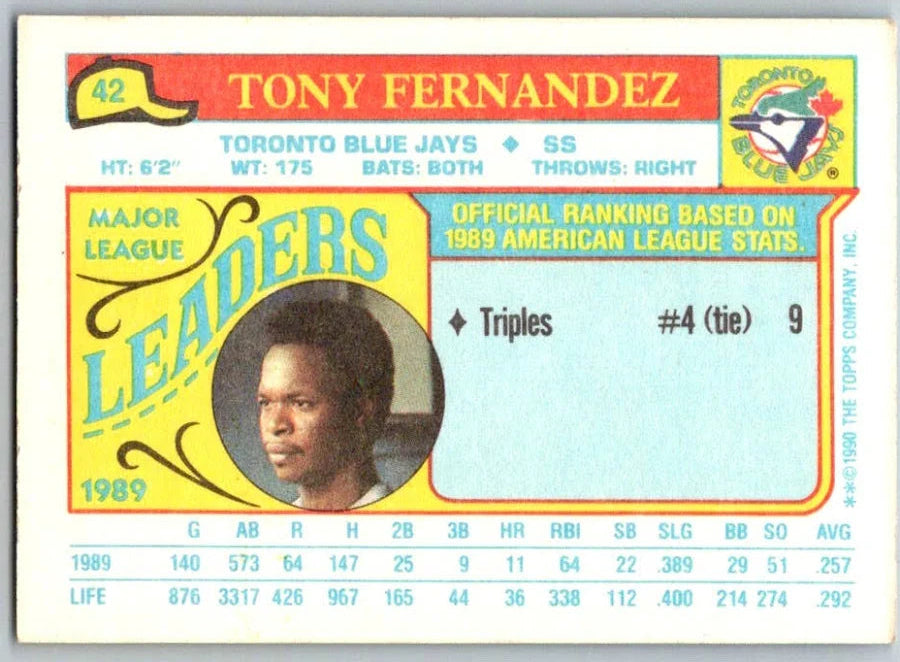 42
TONY FERNANDEZ
TORONTO BLUE JAYS ♦ SS
HT: 6'2" WT: 175 BATS: BOTH THROWS: RIGHT
TORONTO
BLUE JAYS ®
MAJOR
LEAGUE
LEADERS
1989
OFFICIAL RANKING BASED ON
1989 AMERICAN LEAGUE STATS.
♦ Triples #4 (tie) 9
**©1990 THE TOPPS COMPANY, INC.
G AB R H 2B 3B HR RBI SB SLG BB SO AVG
1989 140 573 64 147 25 9 11 64 22 .389 29 51 .257
LIFE 876 3317 426 967 165 44 36 338 112 .400 214 274 .292